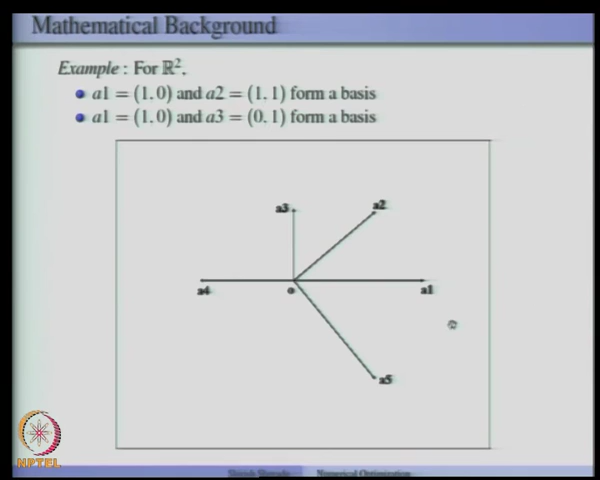 Mathematical Background
Example : For ℝ².
a1 = (1, 0) and a2 = (1, 1) form a basis
a1 = (1, 0) and a3 = (0, 1) form a basis
a3
a2
a4
o
a1
a5
NPTEL
Numerical Optimization